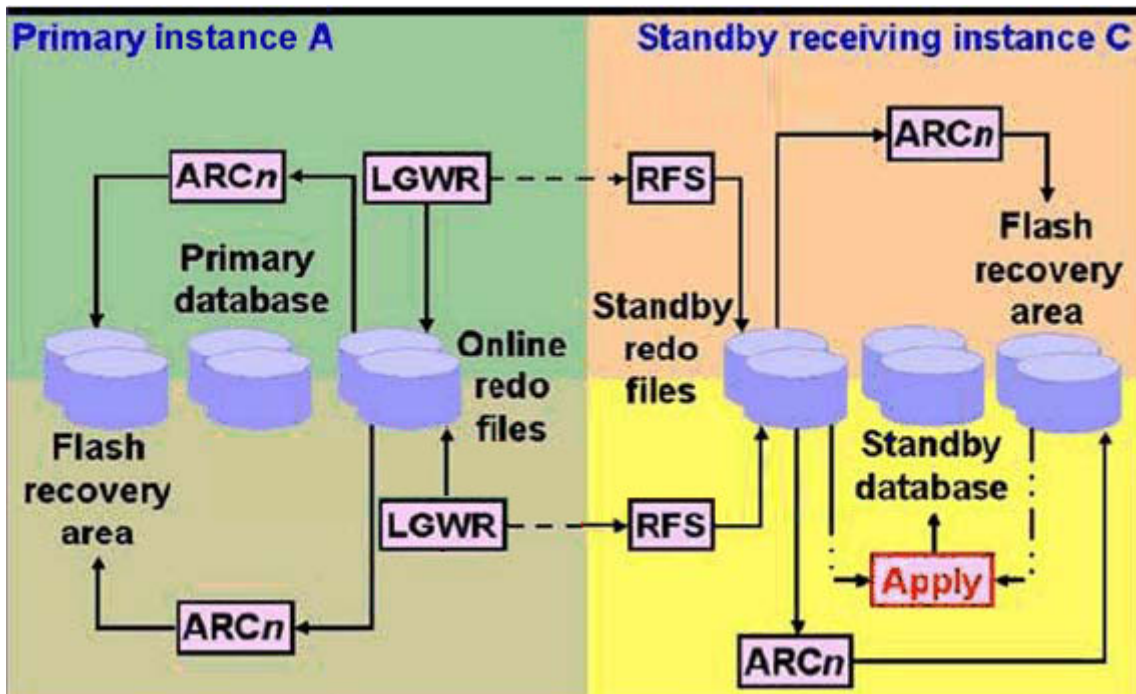 Primary instance A
Standby receiving instance C
ARCn
LGWR
RFS
ARCn
Primary
database
Flash
recovery
area
Online
redo
files
Standby
redo
files
Flash
recovery
area
Standby
database
LGWR
RFS
Apply
ARCn
ARCn